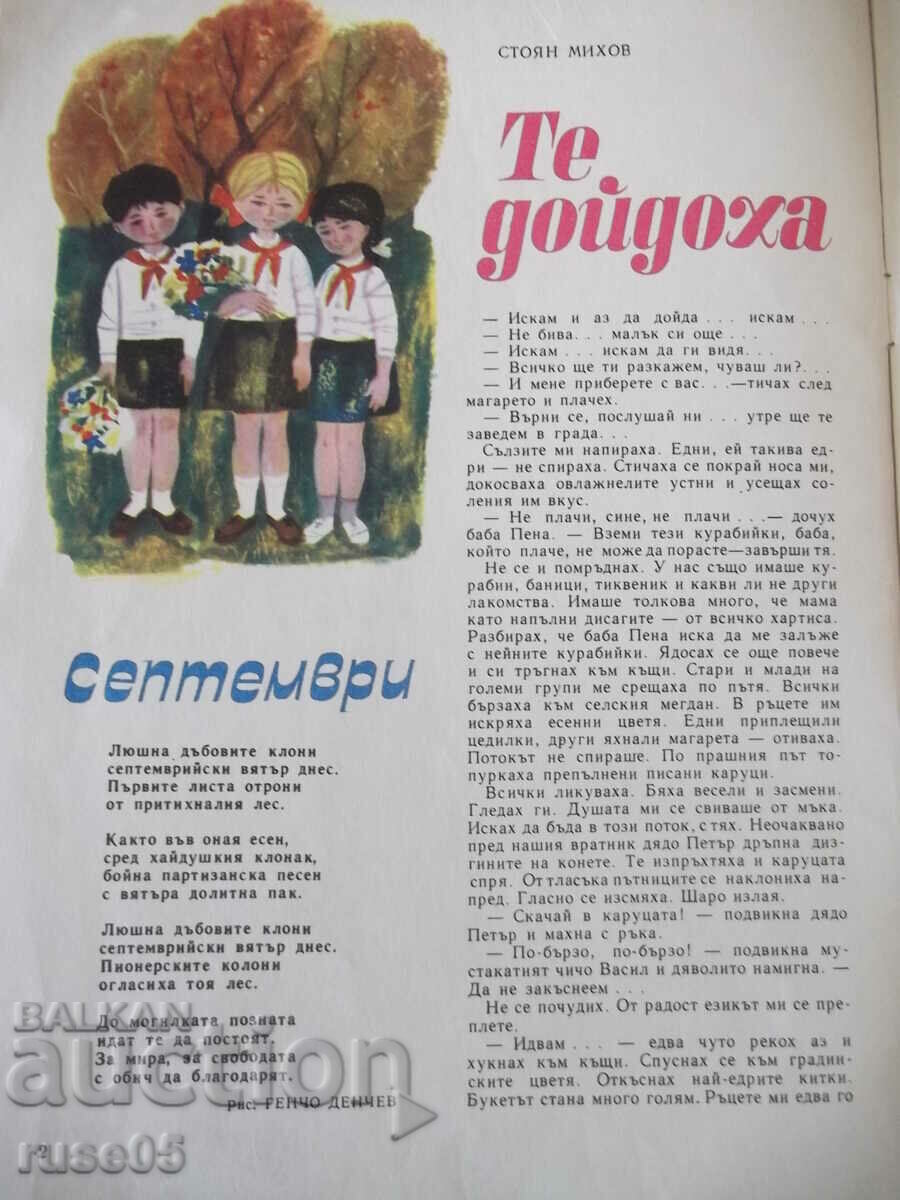 Септември
Люшна дъбовите клони
септемврийски вятър днес.
Първите листа отрони
от притихналия лес.
Както във оная есен,
сред хайдушкия клонак,
бойна партизанска песен
с вятъра долитна пак.
Люшна дъбовите клони
септемврийски вятър днес.
Пионерските колони
огласиха тоя лес.
До могилката позната
идат те да постоят.
За мира, за свободата
с обич да благодарят.
Рис. ГЕНЧО ДЕНЧЕВ
2
СТОЯН МИХОВ
Те
дойдоха
— Искам и аз да дойда . . . искам . . .
— Не бива. . . малък си още . . .
— Искам . . . искам да ги видя. . .
— Всичко ще ти разкажем, чуваш ли?. . .
— И мене приберете с вас. . .—тичах след
магарето и плачех.
— Върни се, послушай ни . . . утре ще те
заведем в града. . .
Сълзите ми напираха. Едни, ей такива ед-
ри — не спираха. Стичаха се покрай носа ми,
докосваха овлажнелите устни и усещах со-
ления им вкус.
— Не плачи, сине, не плачи . . .— дочух
баба Пена. — Вземи тези курабийки, баба,
който плаче, не може да порасте—завърши тя.
Не се и помръднах. У нас също имаше ку-
рабии, баници, тиквеник и какви ли не други
лакомства. Имаше толкова много, че мама
като напълни дисагите — от всичко хартиса.
Разбирах, че баба Пена иска да ме залъже
с нейните курабийки. Ядосах се още повече
и си тръгнах към къщи. Стари и млади на
големи групи ме срещаха по пътя. Всички
бързаха към селския мегдан. В ръцете им
искряха есенни цветя. Едни приплещили
цедилки, други яхнали магарета — отиваха.
Потокът не спираше. По прашния път то-
пуркаха препълнени писани каруци.
Всички ликуваха. Бяха весели и засмени.
Гледах ги. Душата ми се свиваше от мъка.
Исках да бъда в този поток, с тях. Неочаквано
пред нашия вратник дядо Петър дръпна диз-
гините на конете. Те изпръхтяха и каруцата
спря. От тласъка пътниците се наклониха на-
пред. Гласно се изсмяха. Шаро излая.
— Скачай в каруцата! — подвикна дядо
Петър и махна с ръка.
— По-бързо, по-бързо! — подвикна му-
стакатият чичо Васил и дяволито намигна. —
Да не закъснеем . . .
Не се почудих. От радост езикът ми се пре-
плете.
— Идвам . . . — едва чуто рекох аз и
хукнах към къщи. Спуснах се към градин-
ските цветя. Откъснах най-едрите китки.
Букетът стана много голям. Ръцете ми едва го
BALKAN
auction
ruse05